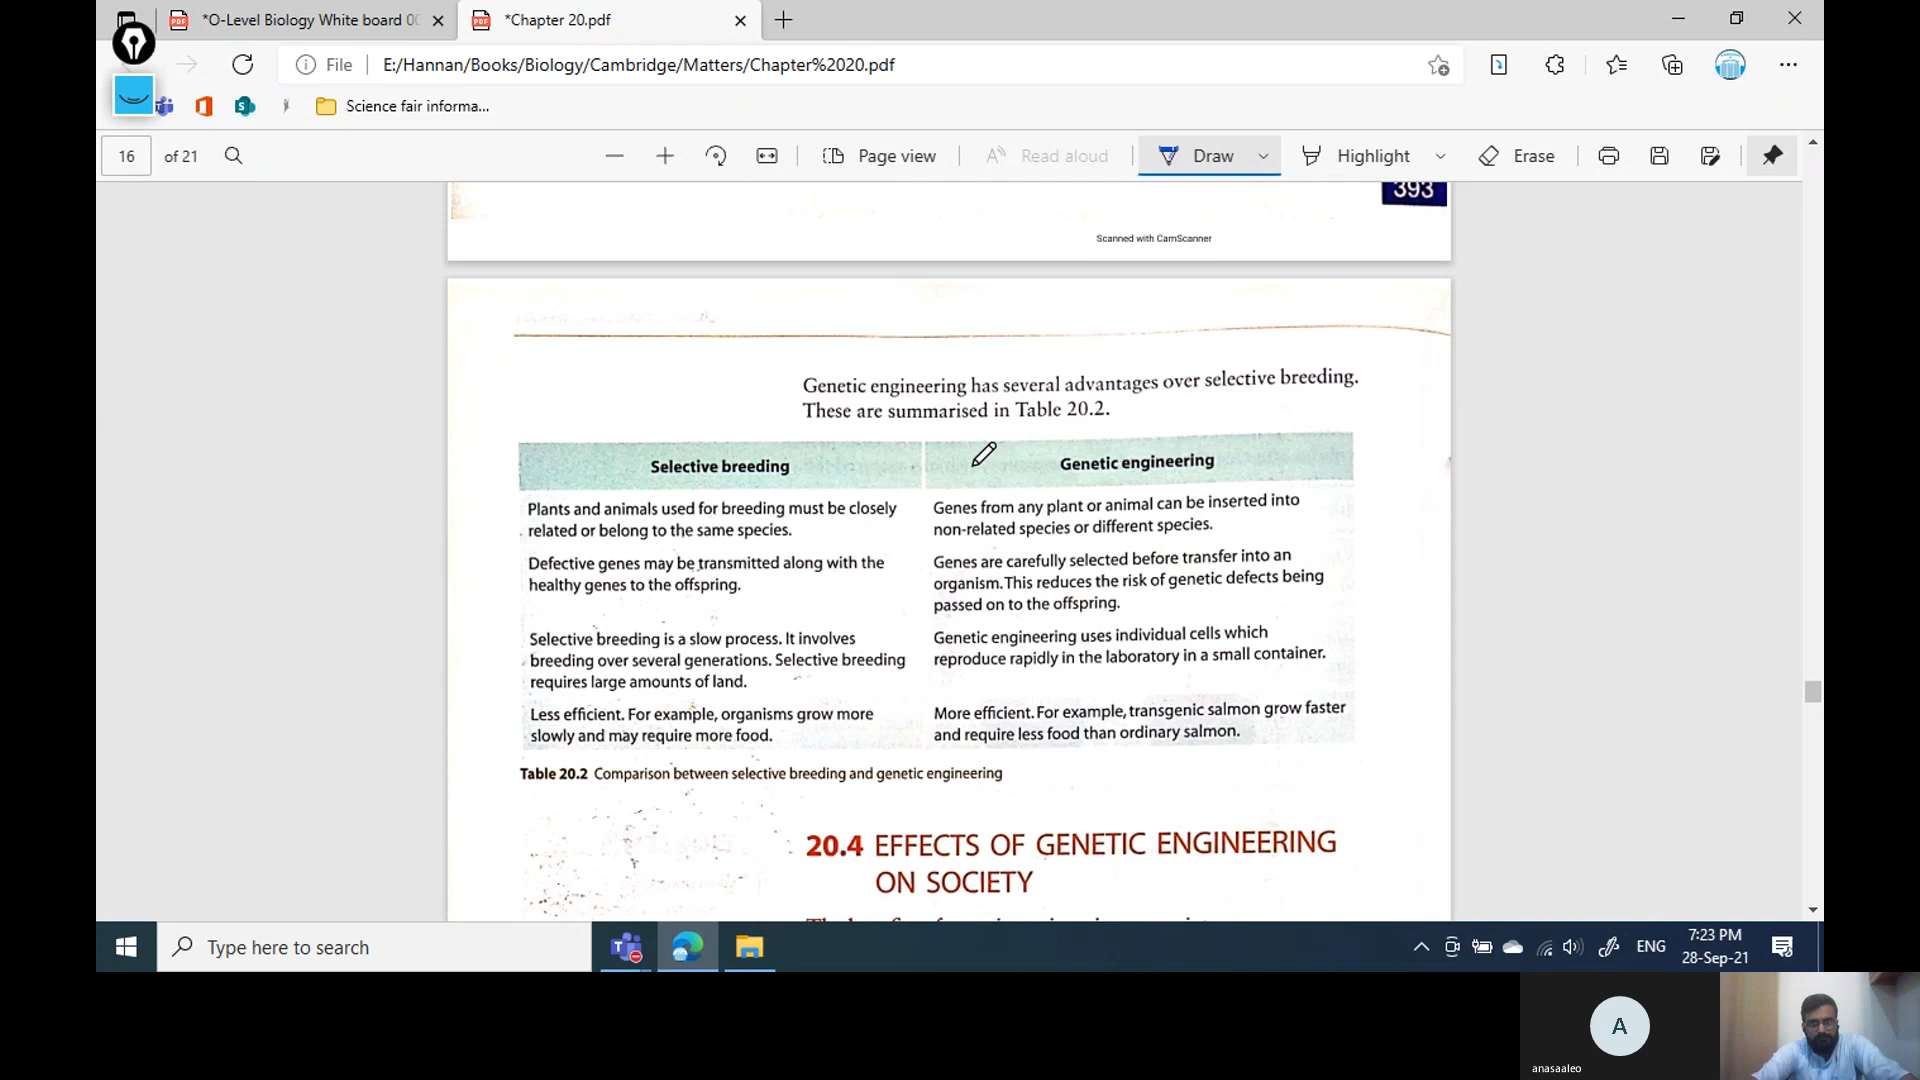 *O-Level Biology White board 00
*Chapter 20.pdf
File
E:/Hannan/Books/Biology/Cambridge/Matters/Chapter%2020.pdf
Science fair informa...
16 of 21
Page view
Read aloud
Draw
Highlight
Erase
393
Scanned with CamScanner
Genetic engineering has several advantages over selective breeding.
These are summarised in Table 20.2.
Selective breeding
Genetic engineering
Plants and animals used for breeding must be closely
related or belong to the same species.
Genes from any plant or animal can be inserted into
non-related species or different species.
Defective genes may be transmitted along with the
healthy genes to the offspring.
Genes are carefully selected before transfer into an
organism. This reduces the risk of genetic defects being
passed on to the offspring.
Selective breeding is a slow process. It involves
breeding over several generations. Selective breeding
requires large amounts of land.
Genetic engineering uses individual cells which
reproduce rapidly in the laboratory in a small container.
Less efficient. For example, organisms grow more
slowly and may require more food.
More efficient. For example, transgenic salmon grow faster
and require less food than ordinary salmon.
Table 20.2 Comparison between selective breeding and genetic engineering
20.4 EFFECTS OF GENETIC ENGINEERING
ON SOCIETY
Type here to search
ENG
7:23 PM
28-Sep-21
A
anasaaleo